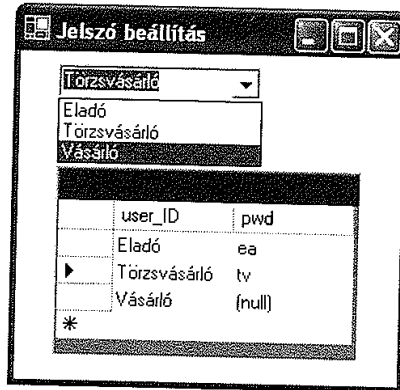 Jelszó beállítás
Törzsvásárló
Eladó
Törzsvásárló
Vásárló
user_ID pwd
Eladó ea
Törzsvásárló tv
Vásárló (null)
*